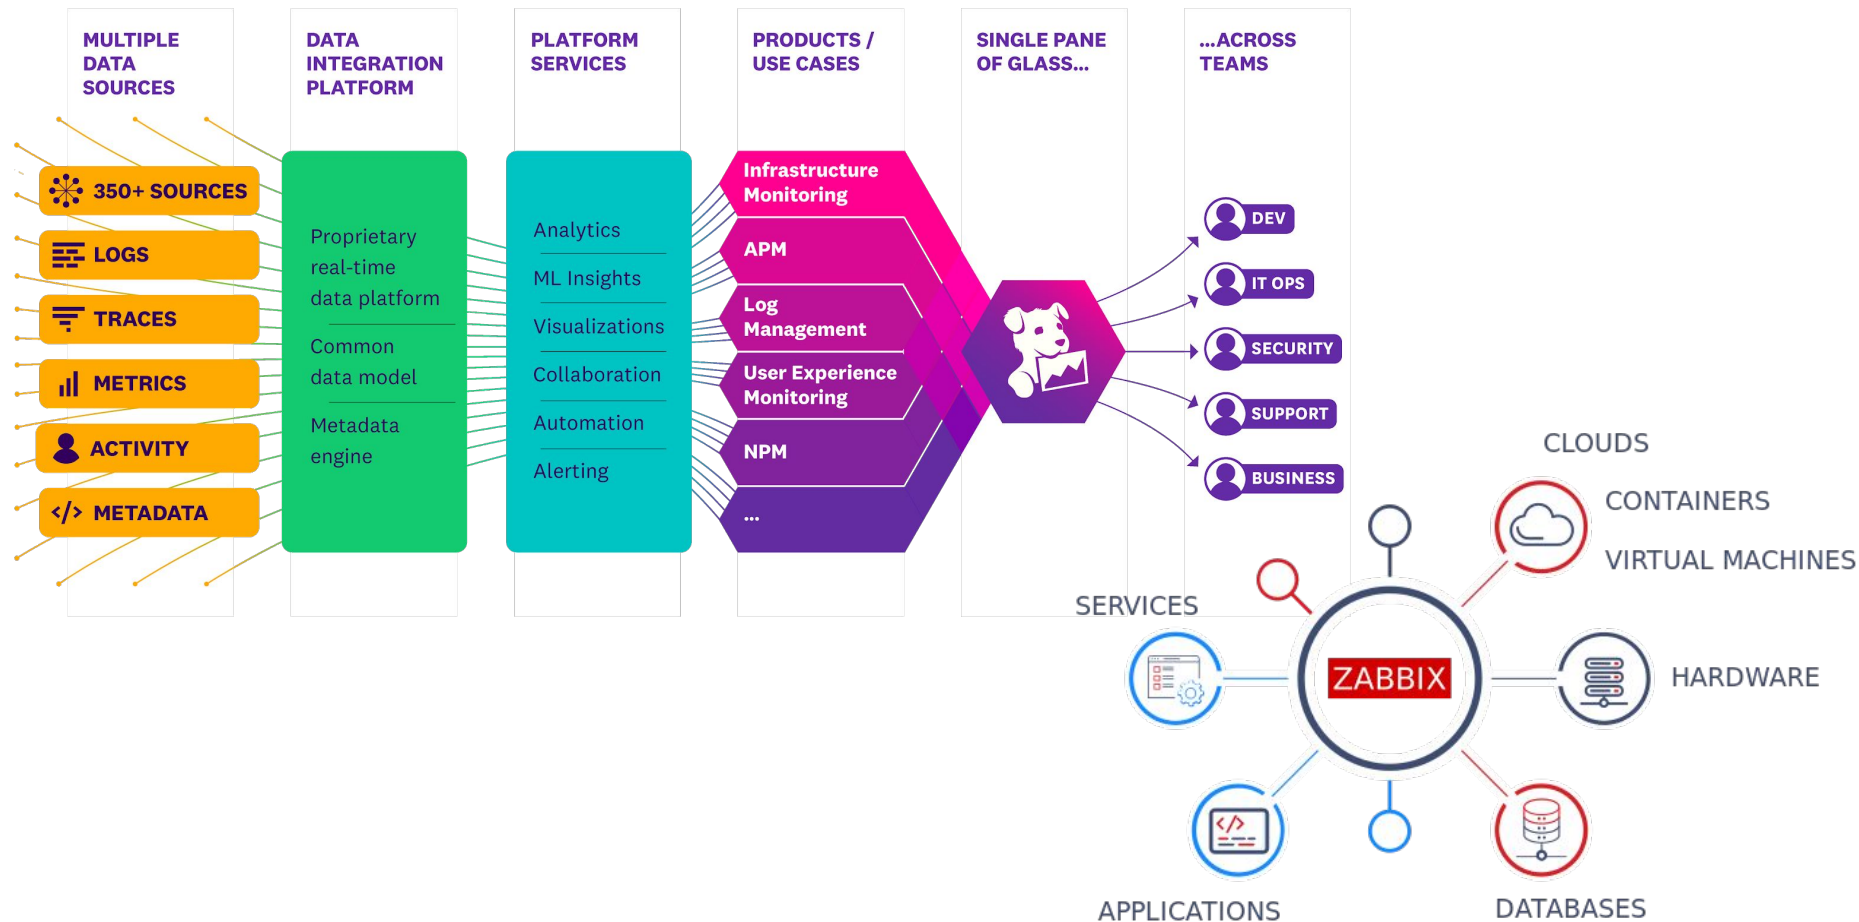 MULTIPLE
DATA
SOURCES
DATA
INTEGRATION
PLATFORM
PLATFORM
SERVICES
PRODUCTS /
USE CASES
SINGLE PANE
OF GLASS...
...ACROSS
TEAMS
350+ SOURCES
LOGS
TRACES
METRICS
ACTIVITY
</> METADATA
Proprietary
real-time
data platform
Common
data model
Metadata
engine
Analytics
ML Insights
Visualizations
Collaboration
Automation
Alerting
Infrastructure
Monitoring
APM
Log
Management
User Experience
Monitoring
NPM
...
DEV
IT OPS
SECURITY
SUPPORT
BUSINESS
CLOUDS
CONTAINERS
VIRTUAL MACHINES
SERVICES
ZABBIX
HARDWARE
</>
APPLICATIONS
DATABASES